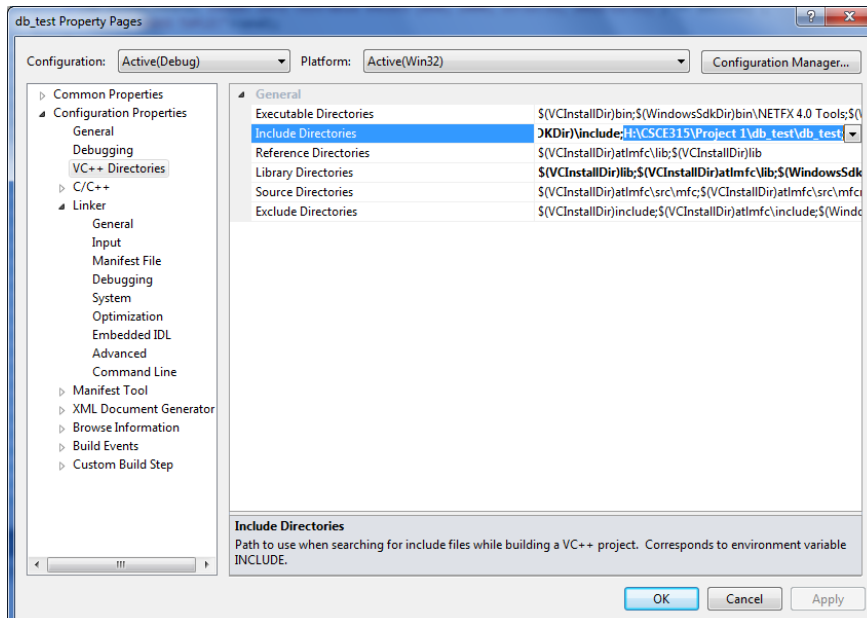 db_test Property Pages
Configuration: Active(Debug) Platform: Active(Win32) Configuration Manager...
Common Properties
Configuration Properties
General
Debugging
VC++ Directories
C/C++
Linker
General
Input
Manifest File
Debugging
System
Optimization
Embedded IDL
Advanced
Command Line
Manifest Tool
XML Document Generator
Browse Information
Build Events
Custom Build Step
General
Executable Directories $(VCInstallDir)bin;$(WindowsSdkDir)bin\NETFX 4.0 Tools;$(
Include Directories KDir)\include;H:\CSCE315\Project 1\db_test\db_test;
Reference Directories $(VCInstallDir)atlmfc\lib;$(VCInstallDir)lib
Library Directories $(VCInstallDir)lib;$(VCInstallDir)atlmfc\lib;$(WindowsSdk
Source Directories $(VCInstallDir)atlmfc\src\mfc;$(VCInstallDir)atlmfc\src\mfc
Exclude Directories $(VCInstallDir)include;$(VCInstallDir)atlmfc\include;$(Windo
Include Directories
Path to use when searching for include files while building a VC++ project. Corresponds to environment variable
INCLUDE.
OK Cancel Apply